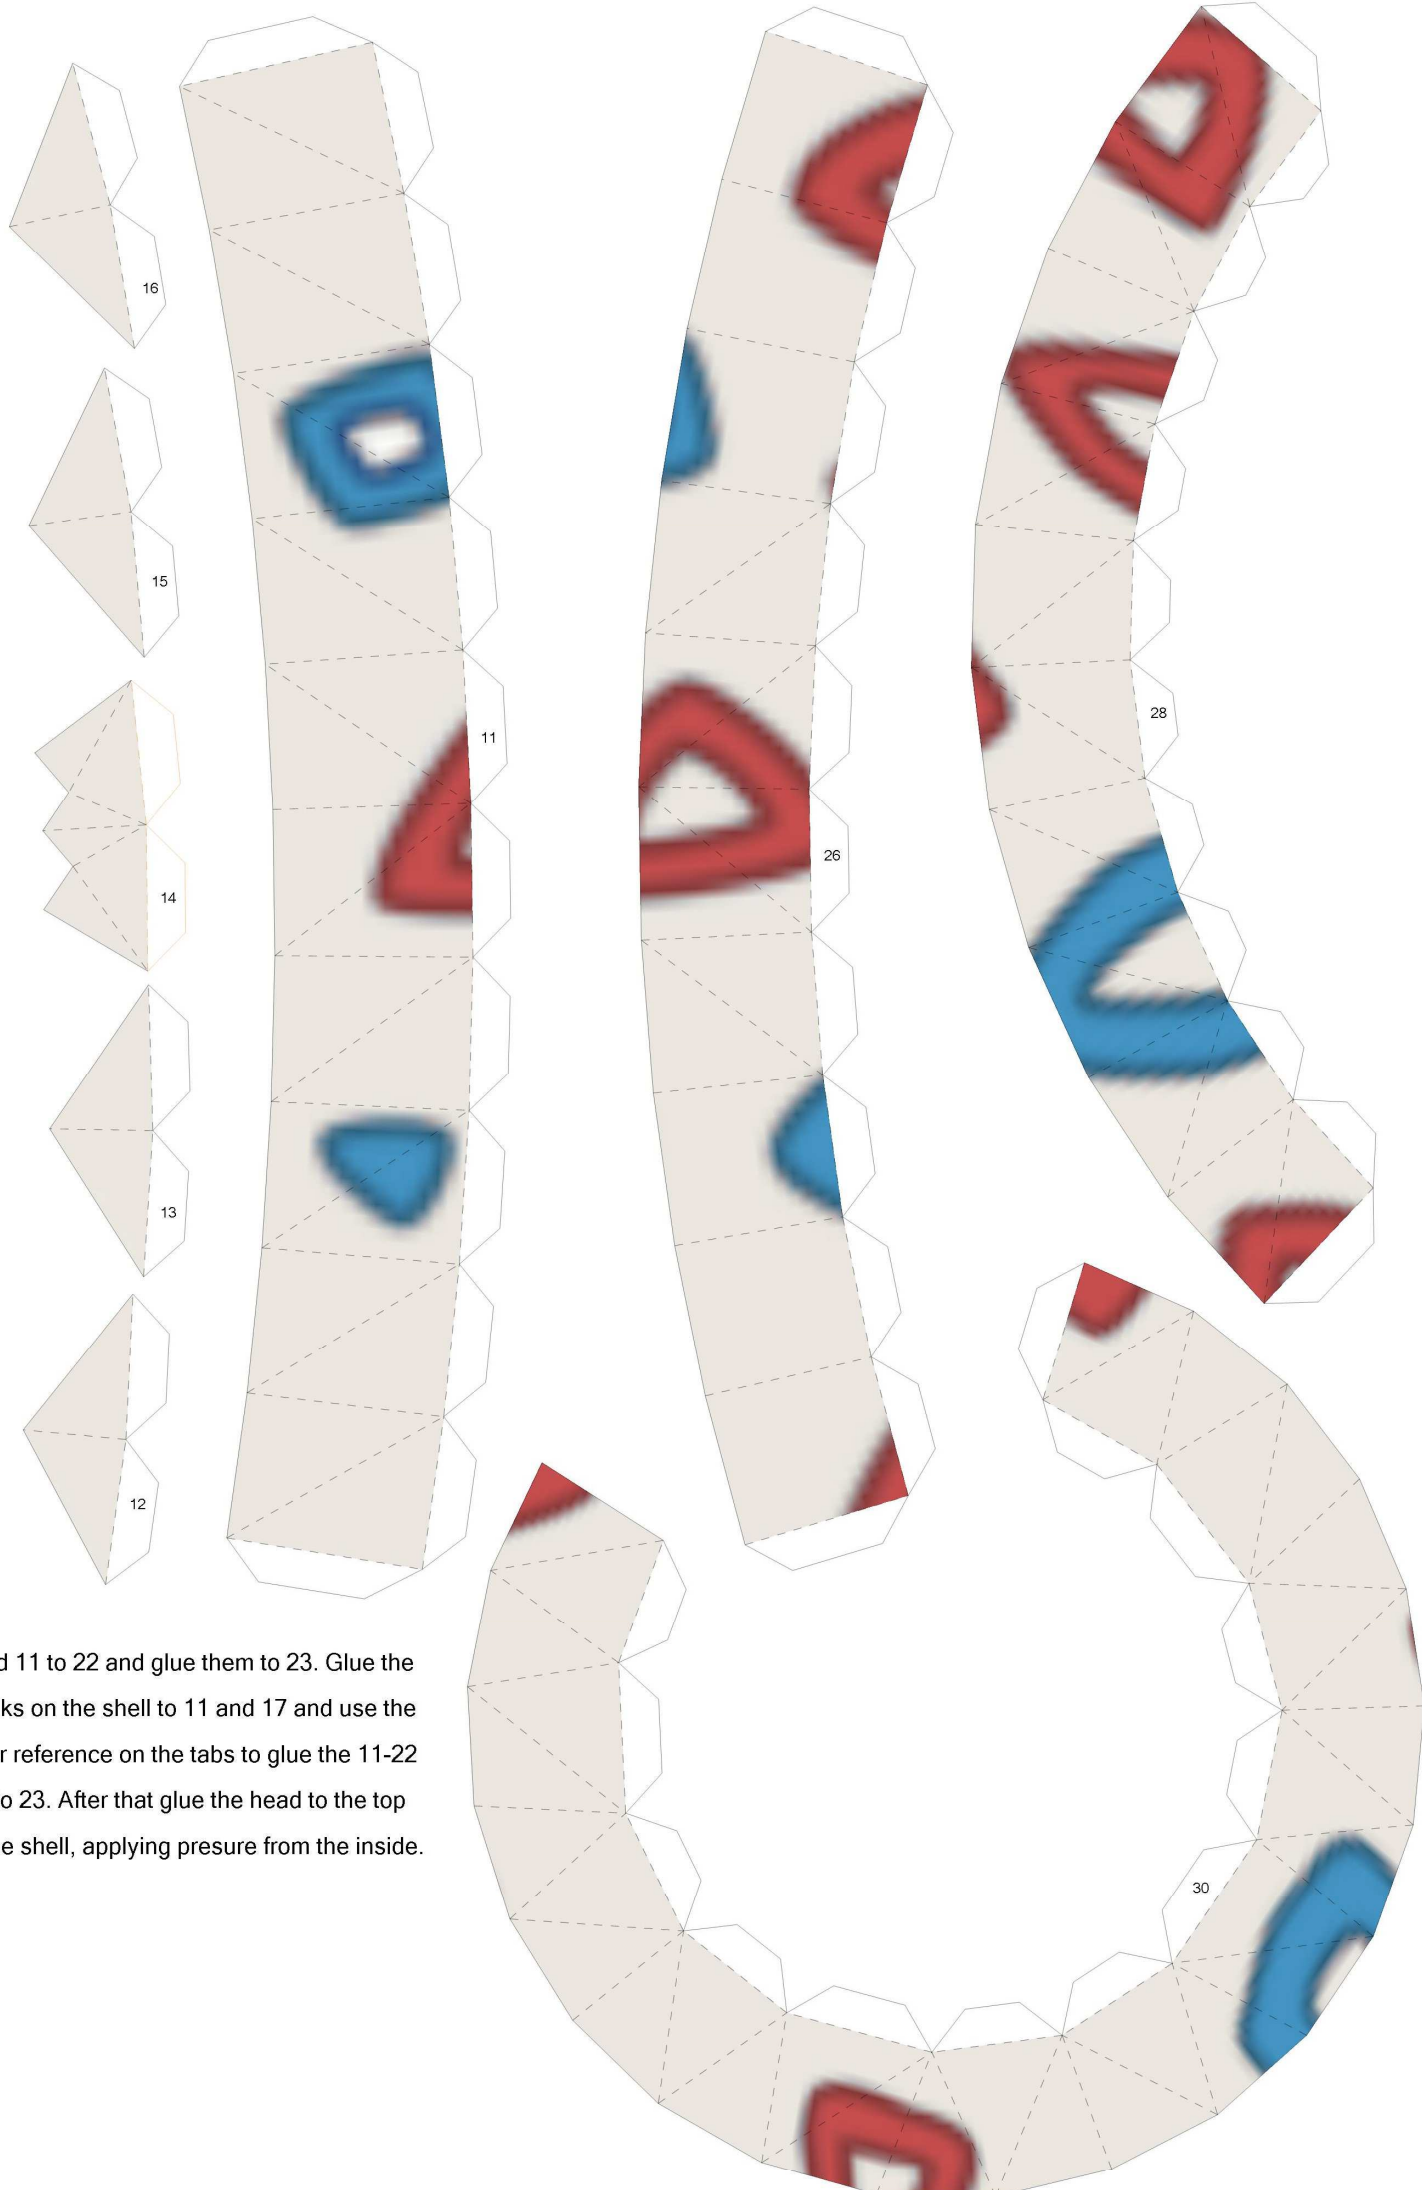 16
15
11
28
26
14
13
12
d 11 to 22 and glue them to 23. Glue the
ks on the shell to 11 and 17 and use the
r reference on the tabs to glue the 11-22
o 23. After that glue the head to the top
e shell, applying presure from the inside.
30